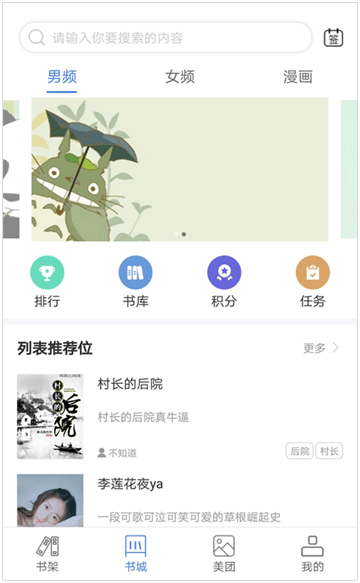 请输入你要搜索的内容
签
男频
女频
漫画
排行
书库
积分
任务
列表推荐位
更多
村长的后院
村长的后院真牛逼
不知道
后院
村长
村长的
后院
李莲花夜ya
一段可歌可泣可笑可爱的草根崛起史
书架
书城
美团
我的